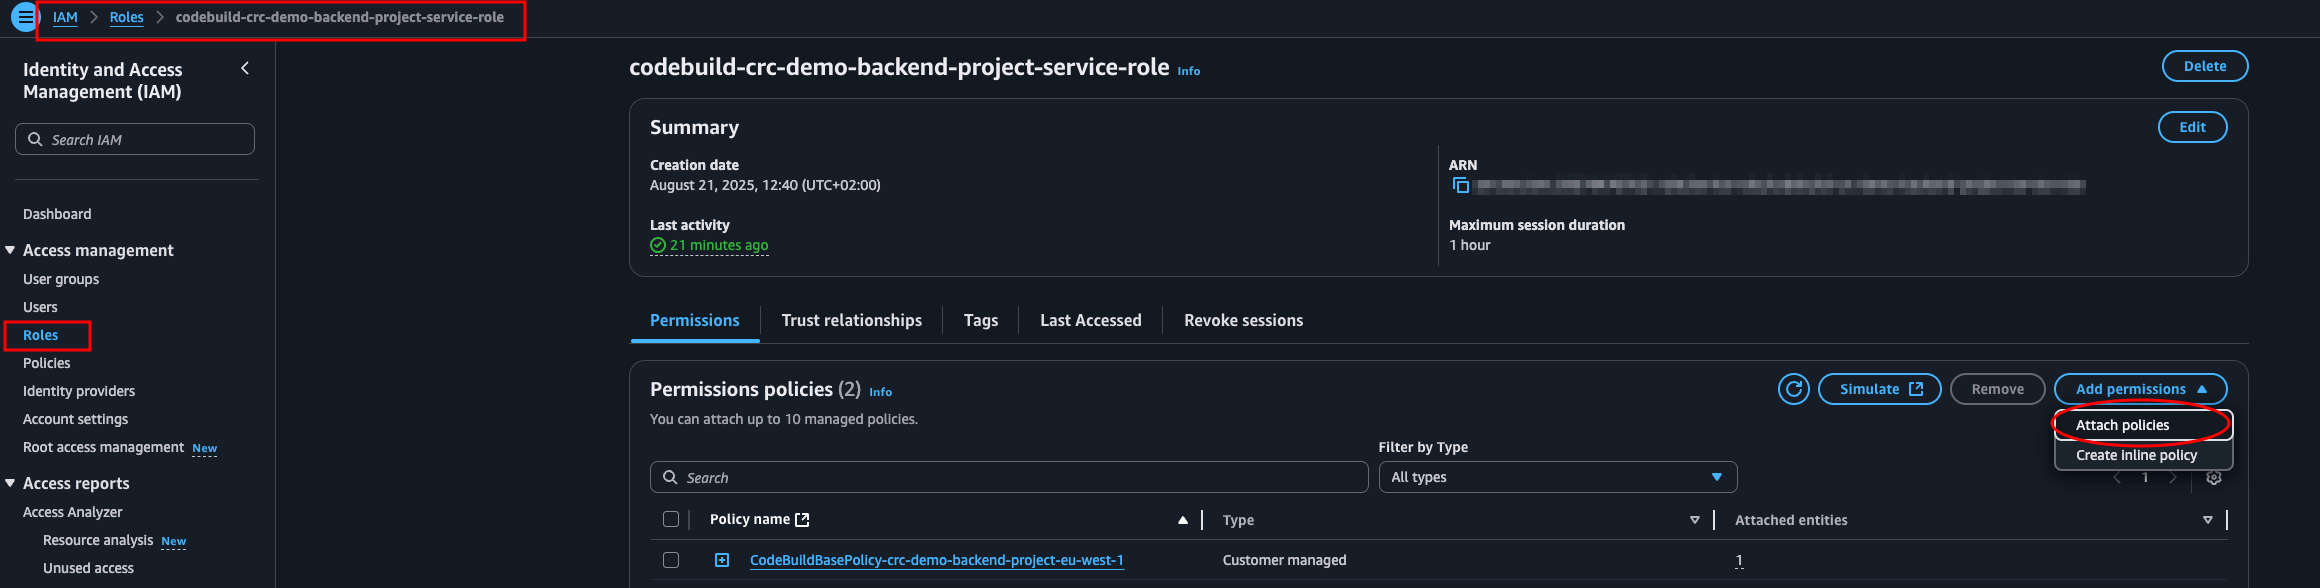 IAM > Roles > codebuild-crc-demo-backend-project-service-role
Identity and Access
Management (IAM)
Search IAM
Dashboard
Access management
User groups
Users
Roles
Policies
Identity providers
Account settings
Root access management New
Access reports
Access Analyzer
Resource analysis New
Unused access
codebuild-crc-demo-backend-project-service-role Info
Delete
Summary
Edit
Creation date
August 21, 2025, 12:40 (UTC+02:00)
ARN
Last activity
21 minutes ago
Maximum session duration
1 hour
Permissions
Trust relationships
Tags
Last Accessed
Revoke sessions
Permissions policies (2) Info
You can attach up to 10 managed policies.
Simulate
Remove
Add permissions
Attach policies
Create inline policy
Filter by Type
Search
All types
1
Policy name
Type
Attached entities
CodeBuildBasePolicy-crc-demo-backend-project-eu-west-1
Customer managed
1